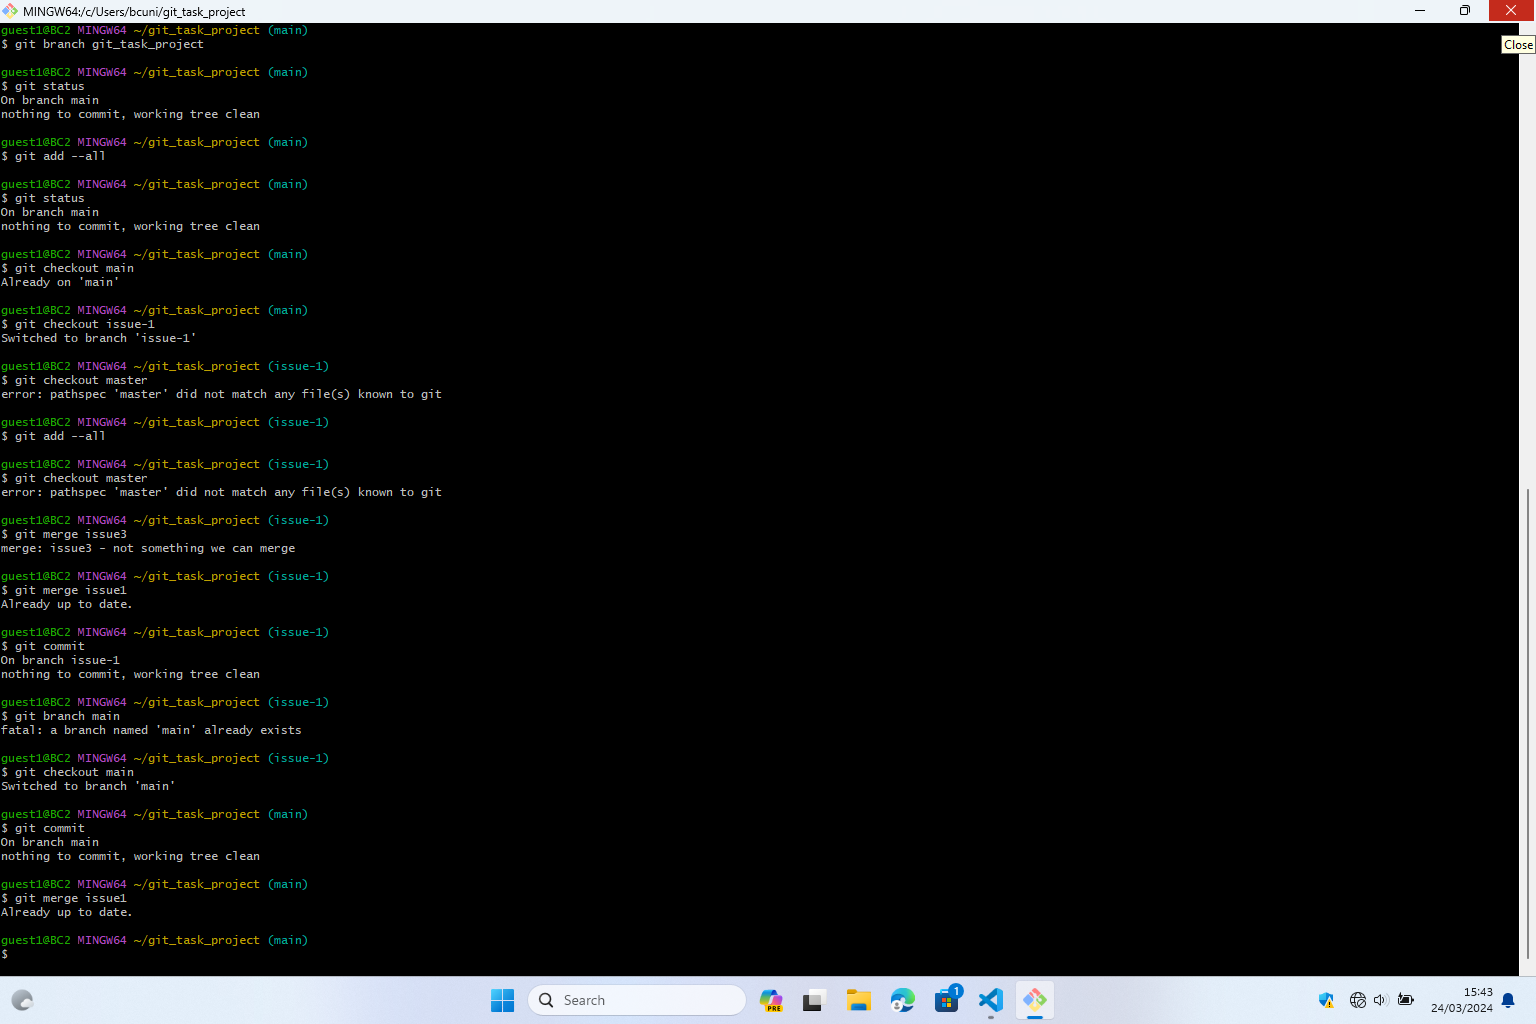 MINGW64:/c/Users/bcuni/git_task_project
Close
guest1@BC2 MINGW64 ~/git_task_project (main)
$ git branch git_task_project
guest1@BC2 MINGW64 ~/git_task_project (main)
$ git status
On branch main
nothing to commit, working tree clean
guest1@BC2 MINGW64 ~/git_task_project (main)
$ git add --all
guest1@BC2 MINGW64 ~/git_task_project (main)
$ git status
On branch main
nothing to commit, working tree clean
guest1@BC2 MINGW64 ~/git_task_project (main)
$ git checkout main
Already on 'main'
guest1@BC2 MINGW64 ~/git_task_project (main)
$ git checkout issue-1
Switched to branch 'issue-1'
guest1@BC2 MINGW64 ~/git_task_project (issue-1)
$ git checkout master
error: pathspec 'master' did not match any file(s) known to git
guest1@BC2 MINGW64 ~/git_task_project (issue-1)
$ git add --all
guest1@BC2 MINGW64 ~/git_task_project (issue-1)
$ git checkout master
error: pathspec 'master' did not match any file(s) known to git
guest1@BC2 MINGW64 ~/git_task_project (issue-1)
$ git merge issue3
merge: issue3 - not something we can merge
guest1@BC2 MINGW64 ~/git_task_project (issue-1)
$ git merge issue1
Already up to date.
guest1@BC2 MINGW64 ~/git_task_project (issue-1)
$ git commit
On branch issue-1
nothing to commit, working tree clean
guest1@BC2 MINGW64 ~/git_task_project (issue-1)
$ git branch main
fatal: a branch named 'main' already exists
guest1@BC2 MINGW64 ~/git_task_project (issue-1)
$ git checkout main
Switched to branch 'main'
guest1@BC2 MINGW64 ~/git_task_project (main)
$ git commit
On branch main
nothing to commit, working tree clean
guest1@BC2 MINGW64 ~/git_task_project (main)
$ git merge issue1
Already up to date.
guest1@BC2 MINGW64 ~/git_task_project (main)
$
Search
PRE
1
15:43
24/03/2024